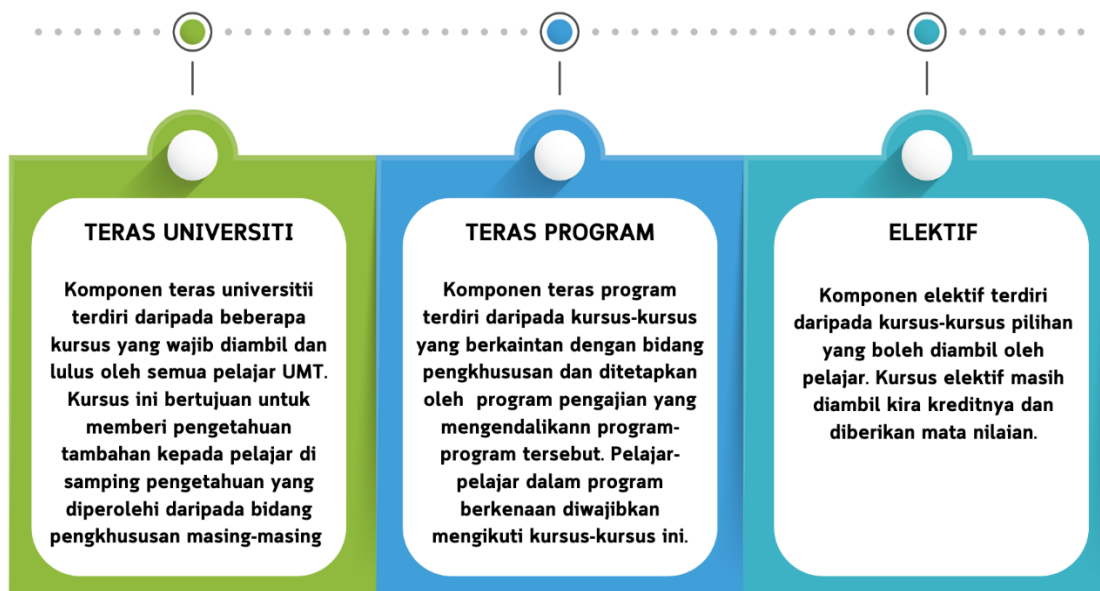 TERAS UNIVERSITI
Komponen teras universitii
terdiri daripada beberapa
kursus yang wajib diambil dan
lulus oleh semua pelajar UMT.
Kursus ini bertujuan untuk
memberi pengetahuan
tambahan kepada pelajar di
samping pengetahuan yang
diperolehi daripada bidang
pengkhususan masing-masing
TERAS PROGRAM
Komponen teras program
terdiri daripada kursus-kursus
yang berkaintan dengan bidang
pengkhususan dan ditetapkan
oleh  program pengajian yang
mengendalikann program-
program tersebut. Pelajar-
pelajar dalam program
berkenaan diwajibkan
mengikuti kursus-kursus ini.
ELEKTIF
Komponen elektif terdiri
daripada kursus-kursus pilihan
yang boleh diambil oleh
pelajar. Kursus elektif masih
diambil kira kreditnya dan
diberikan mata nilaian.